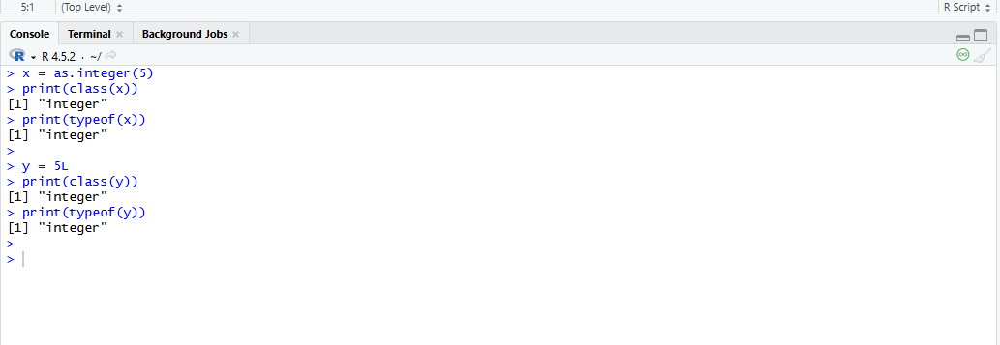 5:1 (Top Level) R Script
Console Terminal Background Jobs
R R 4.5.2 · ~/
> x = as.integer(5)
> print(class(x))
[1] "integer"
> print(typeof(x))
[1] "integer"
>
> y = 5L
> print(class(y))
[1] "integer"
> print(typeof(y))
[1] "integer"
>
>